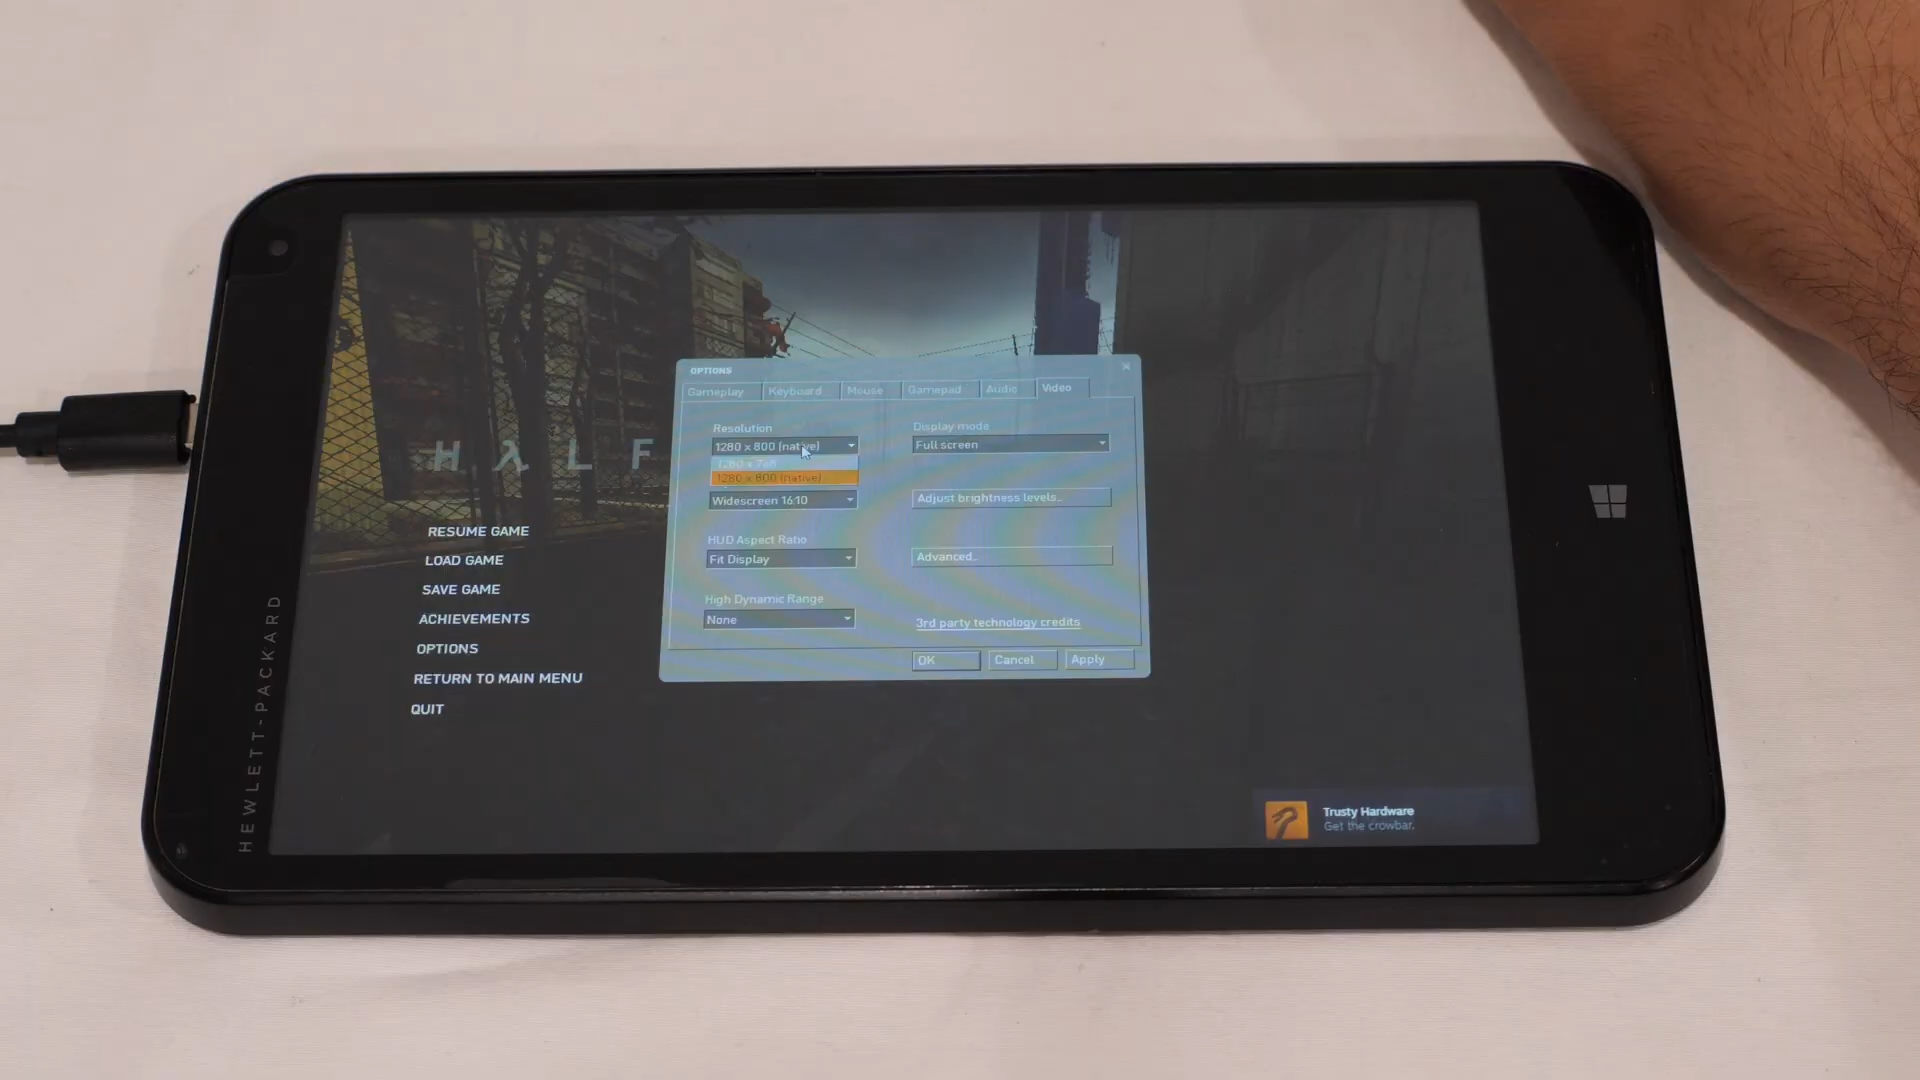 HEWLETT-PACKARD
H λ L F
RESUME GAME
LOAD GAME
SAVE GAME
ACHIEVEMENTS
OPTIONS
RETURN TO MAIN MENU
QUIT
OPTIONS
Gameplay
Keyboard
Mouse
Gamepad
Audio
Video
Resolution
1280 x 800 (native)
1280 x 768
1280 x 800 (native)
Widescreen 16:10
HUD Aspect Ratio
Fit Display
High Dynamic Range
None
Display mode
Full screen
Adjust brightness levels...
Advanced...
3rd party technology credits
OK
Cancel
Apply
Trusty Hardware
Get the crowbar.